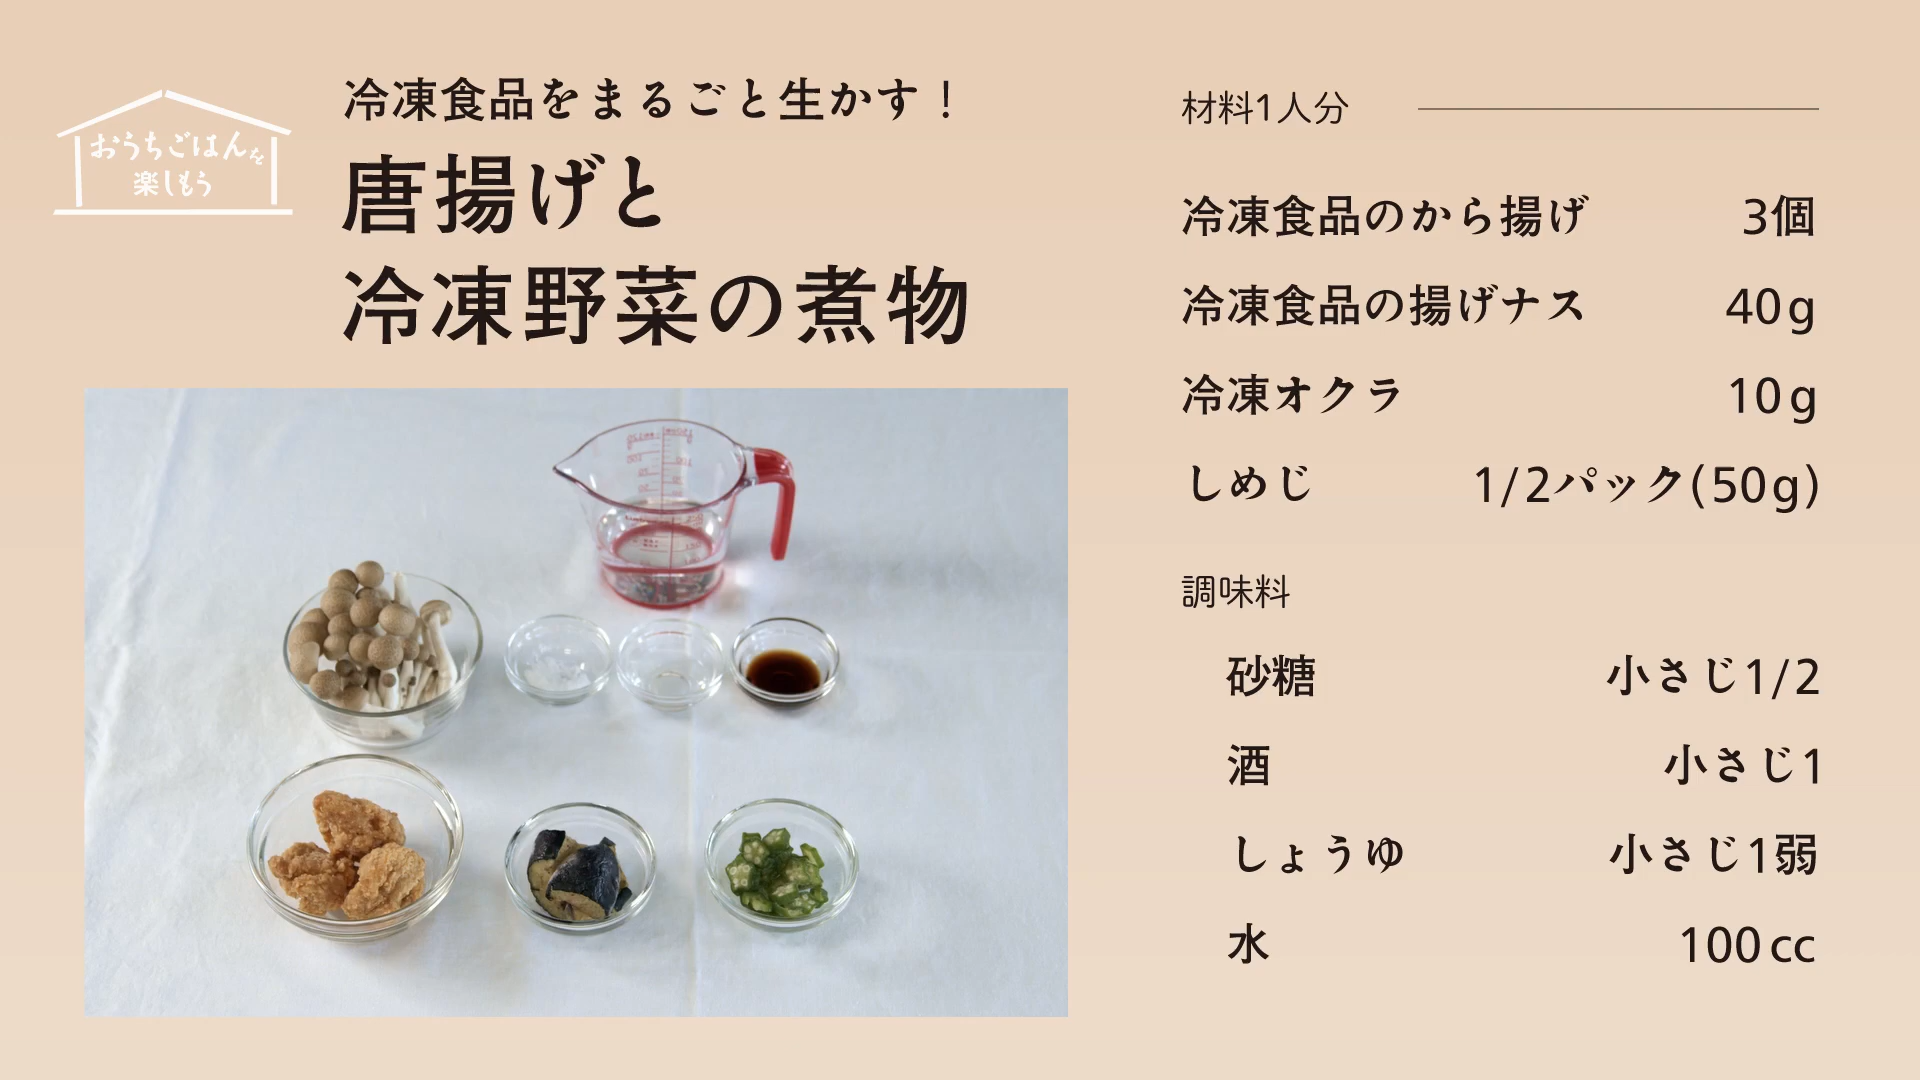 おうちごはんを
楽しもう
冷凍食品をまるごと生かす！
唐揚げと
冷凍野菜の煮物
材料1人分
冷凍食品のから揚げ 3個
冷凍食品の揚げナス 40g
冷凍オクラ 10g
しめじ 1/2パック(50g)
調味料
砂糖 小さじ1/2
酒 小さじ1
しょうゆ 小さじ1弱
水 100cc